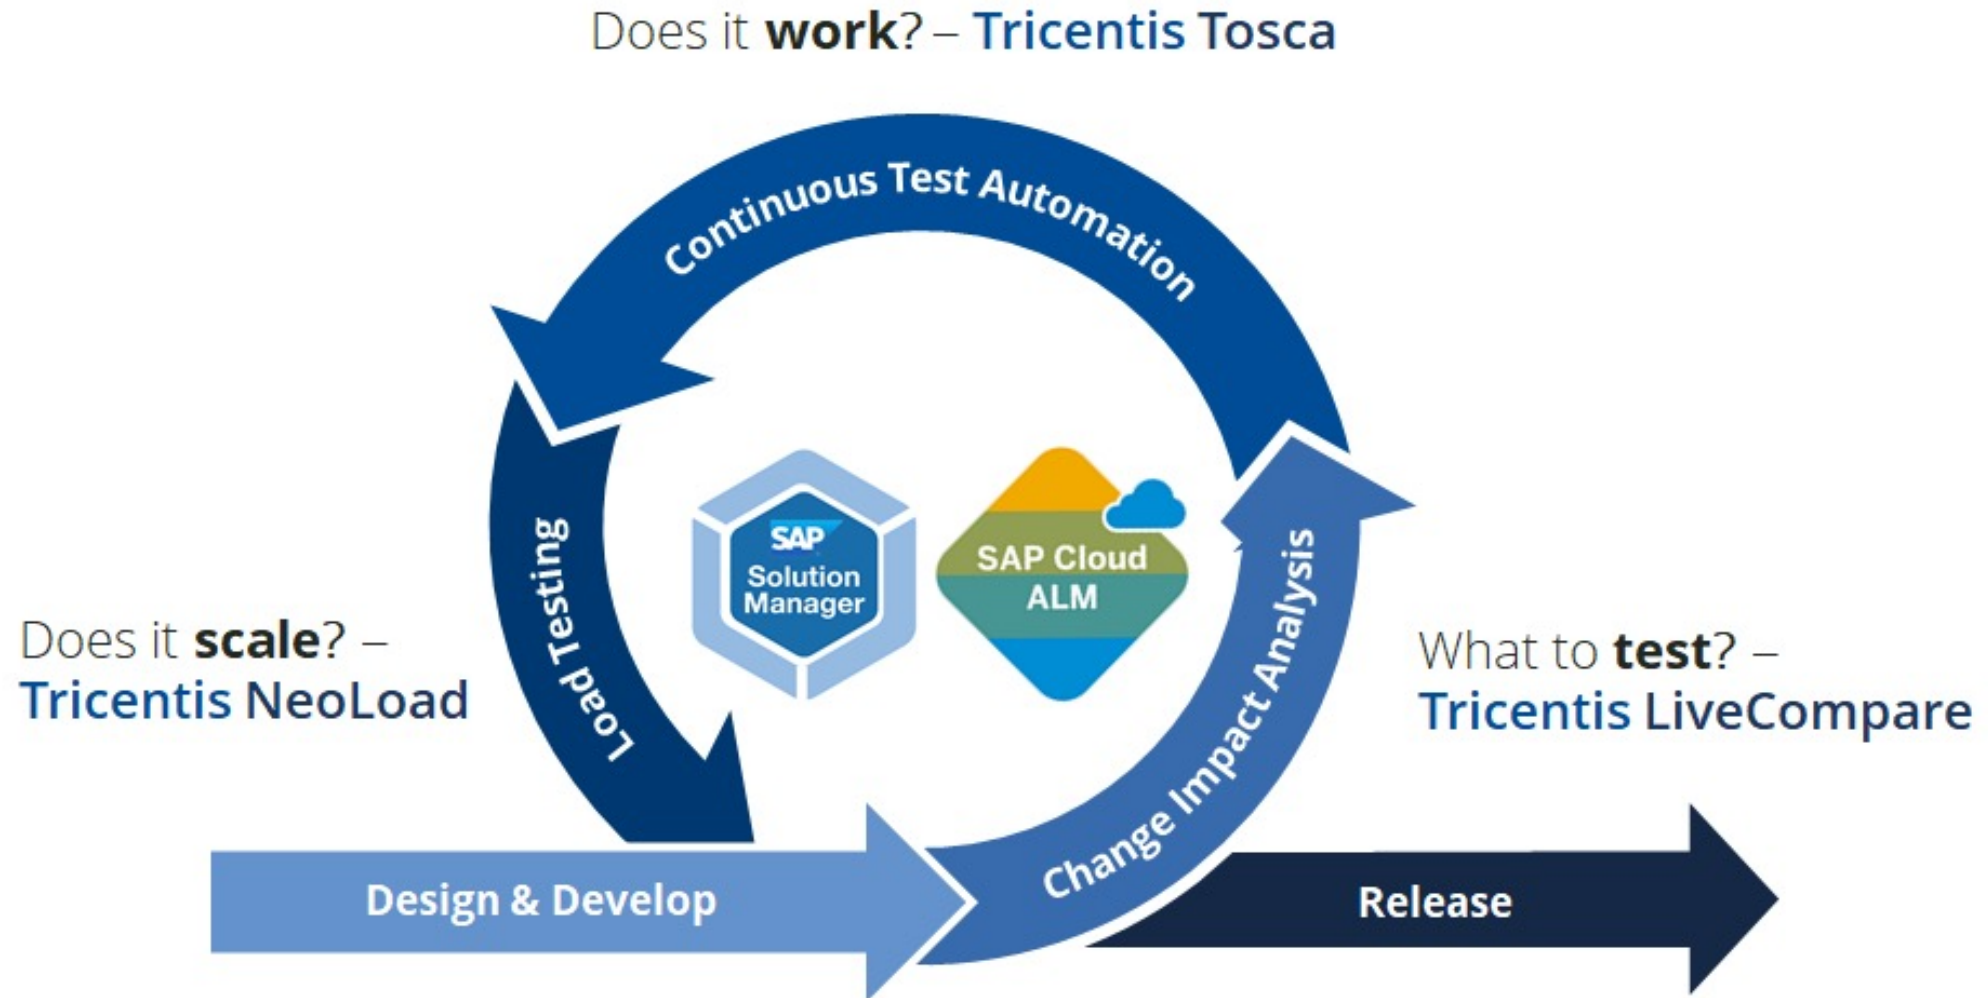 Does it work? – Tricentis Tosca
Continuous Test Automation
SAP
Solution
Manager
SAP Cloud
ALM
Load Testing
Does it scale? –
Tricentis NeoLoad
Change Impact Analysis
What to test? –
Tricentis LiveCompare
Design & Develop
Release